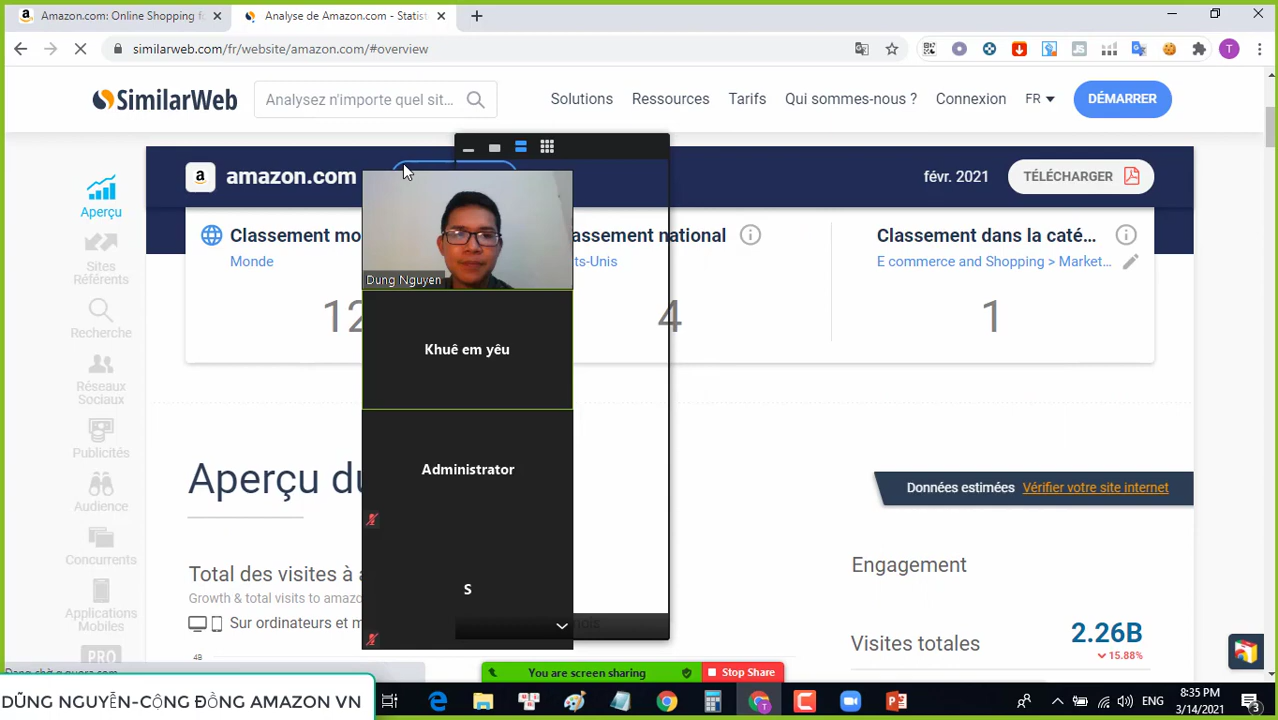 Amazon.com: Online Shopping fo
Analyse de Amazon.com - Statist
similarweb.com/fr/website/amazon.com/#overview
SimilarWeb
Analysez n'importe quel sit...
Solutions
Ressources
Tarifs
Qui sommes-nous ?
Connexion
FR
DÉMARRER
amazon.com
févr. 2021
TÉLÉCHARGER
Aperçu
Sites
Référents
Recherche
Réseaux
Sociaux
Publicités
Audience
Concurrents
Applications
Mobiles
PRO
Classement mo
Monde
12
assement national
ts-Unis
4
Classement dans la caté...
E commerce and Shopping > Market...
1
Dung Nguyen
Khuê em yêu
Administrator
S
Aperçu du
Données estimées Vérifier votre site internet
Total des visites à a
Growth & total visits to amazo
Sur ordinateurs et m
nois
4B
Engagement
Visites totales
2.26B
15.88%
You are screen sharing
Stop Share
DŨNG NGUYỄN-CỘNG ĐỒNG AMAZON VN
ENG
8:35 PM
3/14/2021
3